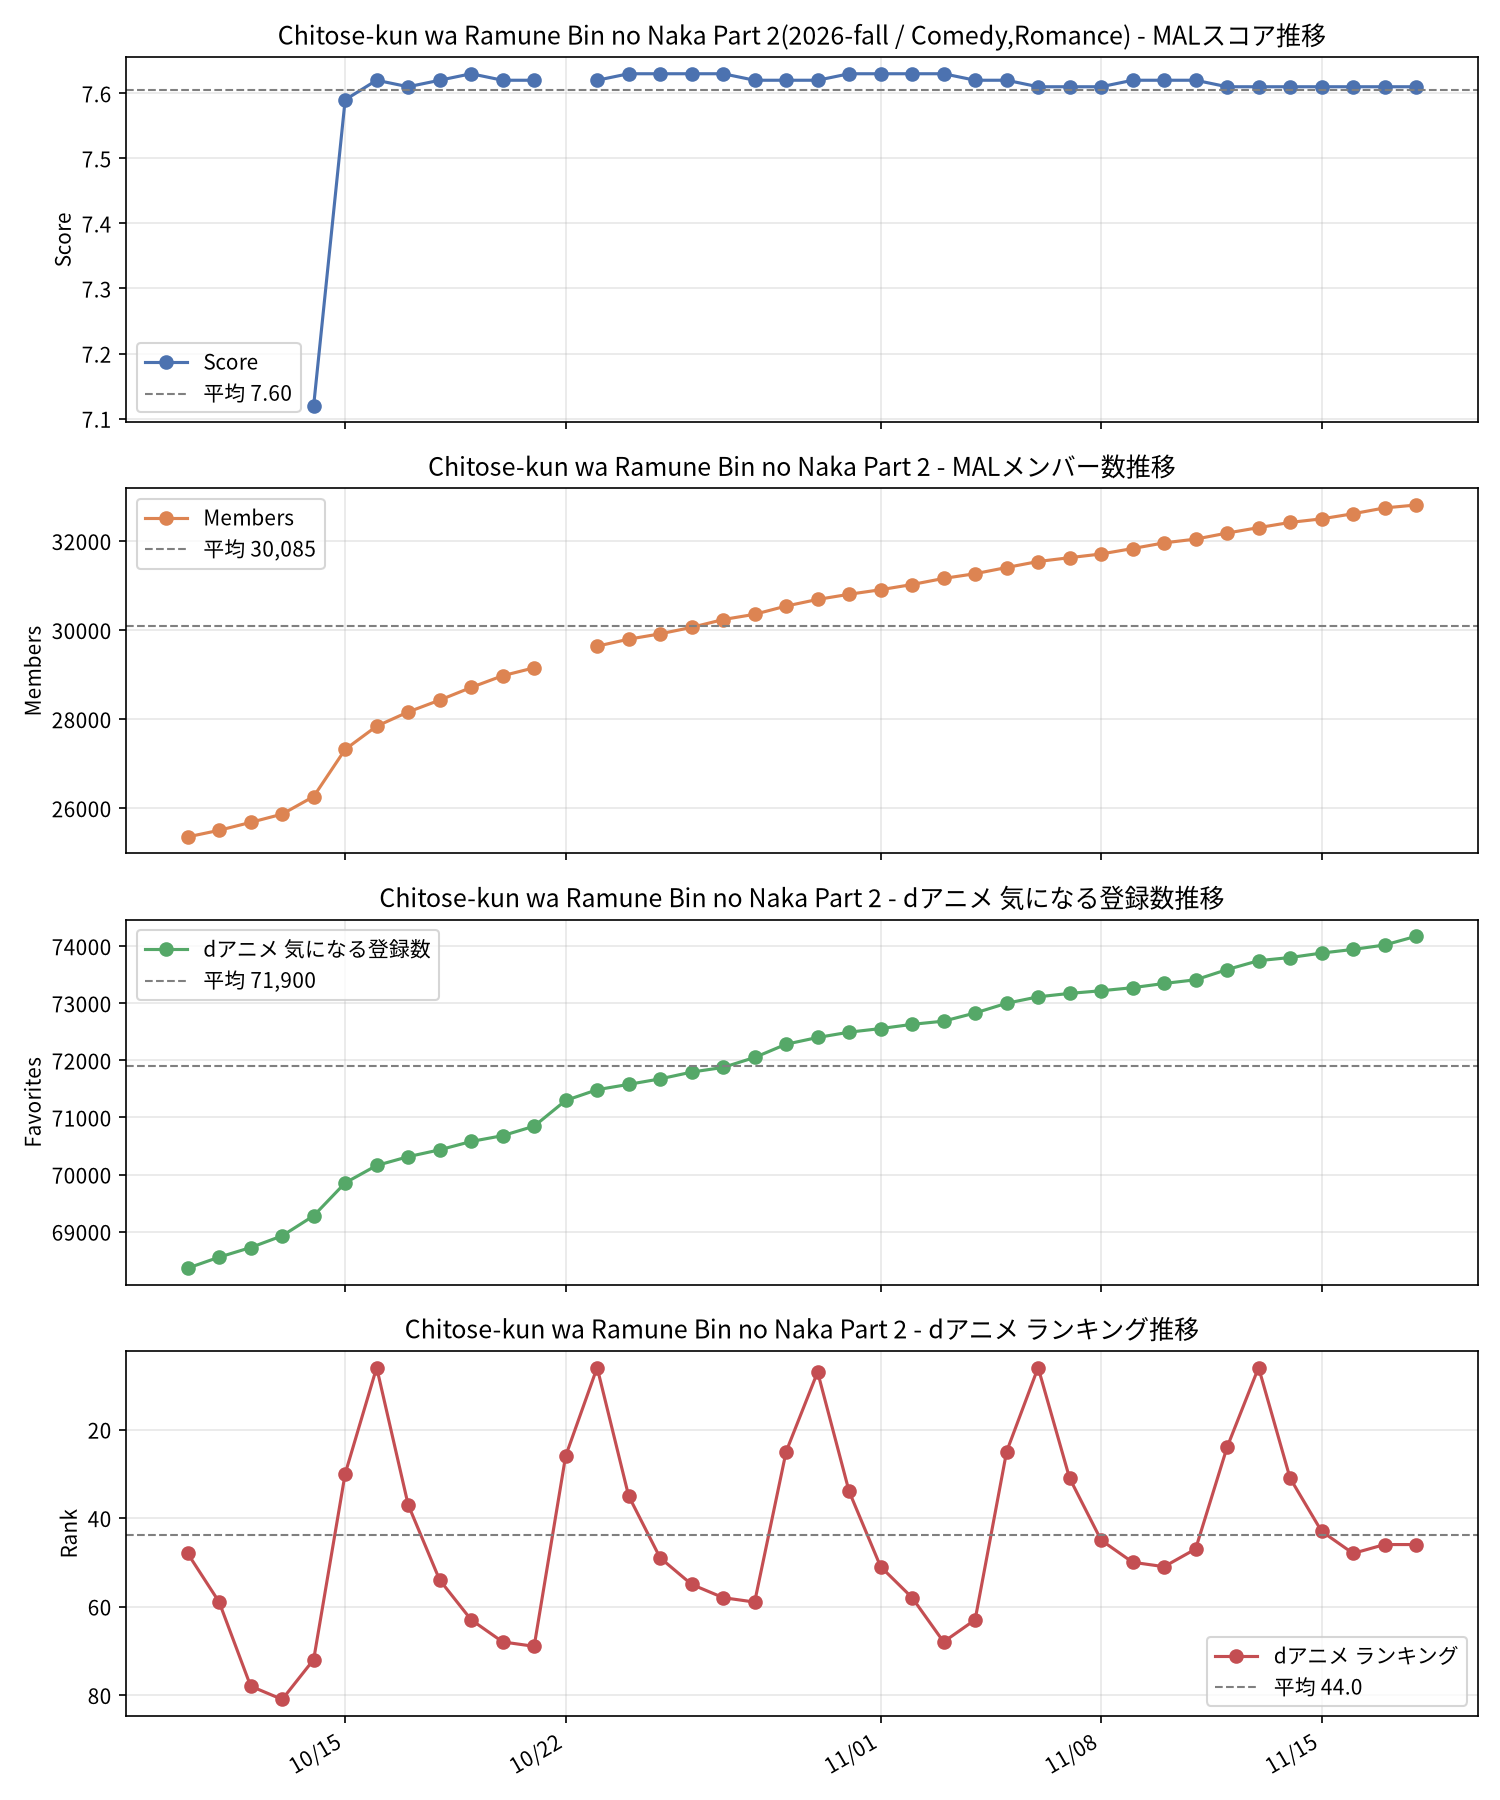 Chitose-kun wa Ramune Bin no Naka Part 2(2026-fall / Comedy,Romance) - MALスコア推移
7.6
7.5
7.4
7.3
7.2
7.1
Score
Score
平均 7.60
Chitose-kun wa Ramune Bin no Naka Part 2 - MALメンバー数推移
32000
30000
28000
26000
Members
Members
平均 30,085
Chitose-kun wa Ramune Bin no Naka Part 2 - dアニメ 気になる登録数推移
74000
73000
72000
71000
70000
69000
Favorites
dアニメ 気になる登録数
平均 71,900
Chitose-kun wa Ramune Bin no Naka Part 2 - dアニメ ランキング推移
20
40
60
80
Rank
dアニメ ランキング
平均 44.0
10/15
10/22
11/01
11/08
11/15